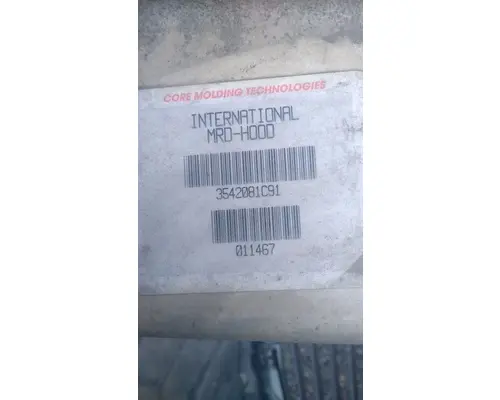 CORE MOLDING TECHNOLOGIES
INTERNATIONAL
MRD-HOOD
3542081C91
011467